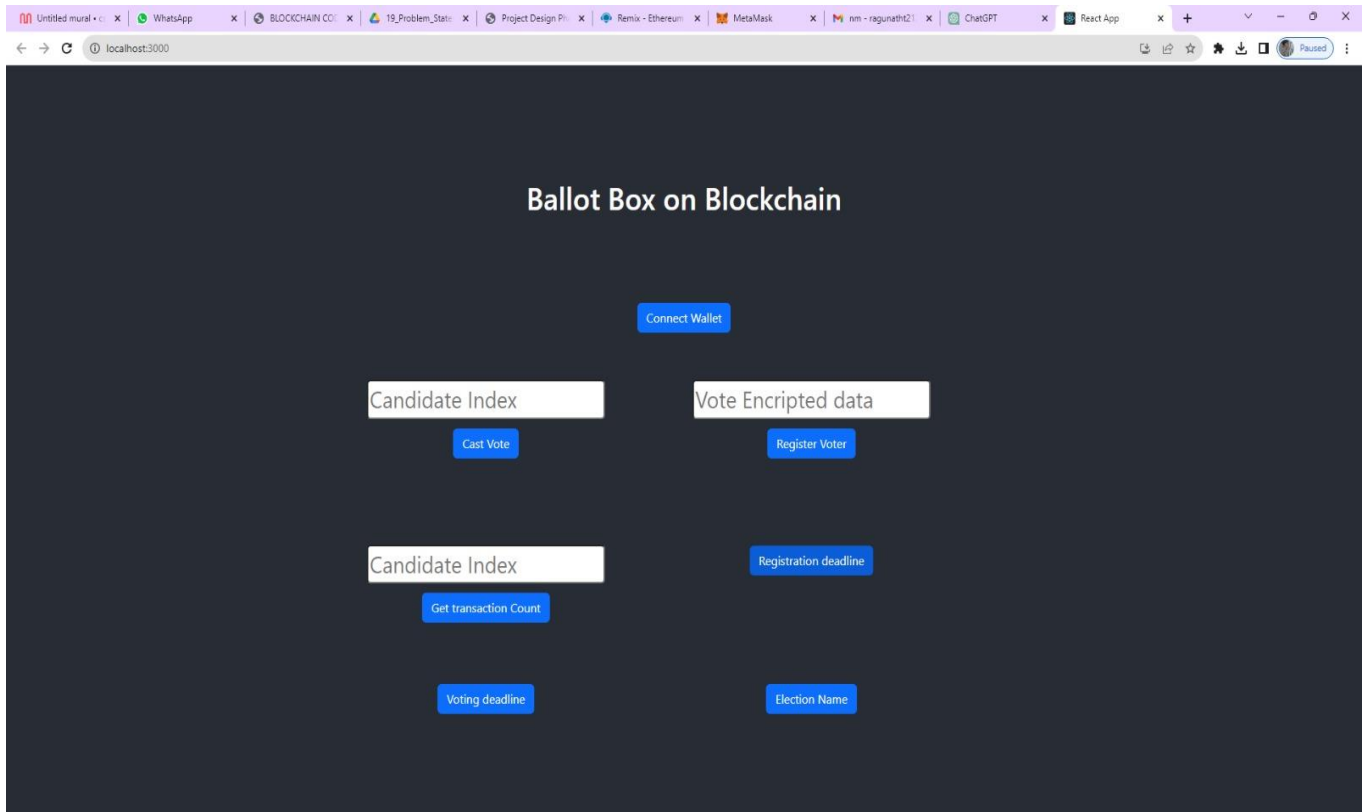 Untitled mural • c
WhatsApp
BLOCKCHAIN COD
19_Problem_State
Project Design Ph
Remix - Ethereum
MetaMask
nm - ragunatht21
ChatGPT
React App
localhost:3000
Paused
Ballot Box on Blockchain
Connect Wallet
Candidate Index
Vote Encripted data
Cast Vote
Register Voter
Candidate Index
Registration deadline
Get transaction Count
Voting deadline
Election Name